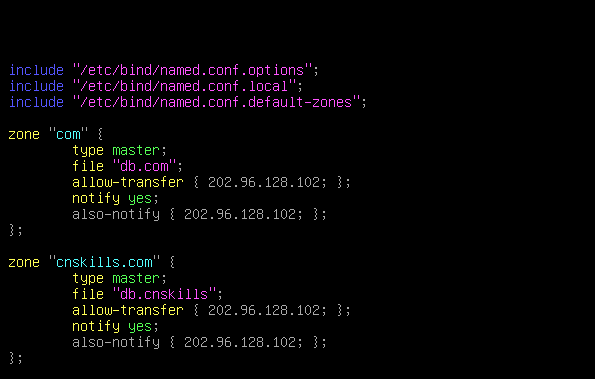 include "/etc/bind/named.conf.options";
include "/etc/bind/named.conf.local";
include "/etc/bind/named.conf.default-zones";
zone "com" {
type master;
file "db.com";
allow-transfer { 202.96.128.102; };
notify yes;
also-notify { 202.96.128.102; };
};
zone "cnskills.com" {
type master;
file "db.cnskills";
allow-transfer { 202.96.128.102; };
notify yes;
also-notify { 202.96.128.102; };
};